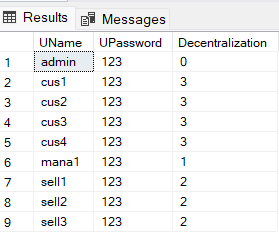 Results Messages
UName UPassword Decentralization
1 admin 123 0
2 cus1 123 3
3 cus2 123 3
4 cus3 123 3
5 cus4 123 3
6 mana1 123 1
7 sell1 123 2
8 sell2 123 2
9 sell3 123 2